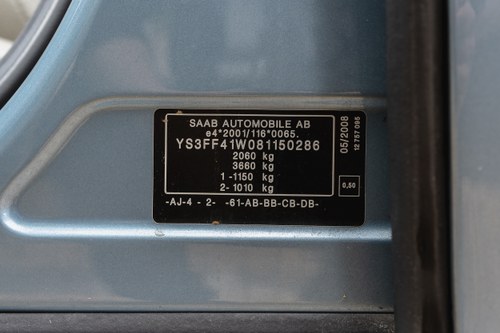 SAAB AUTOMOBILE AB
e4*2001/116*0065.
YS3FF41W081150286
2060 kg
3660 kg
1 -1150 kg
2- 1010 kg
-AJ-4 - 2- -61-AB-BB-CB-DB-
05/2008
12 757 095
0,50